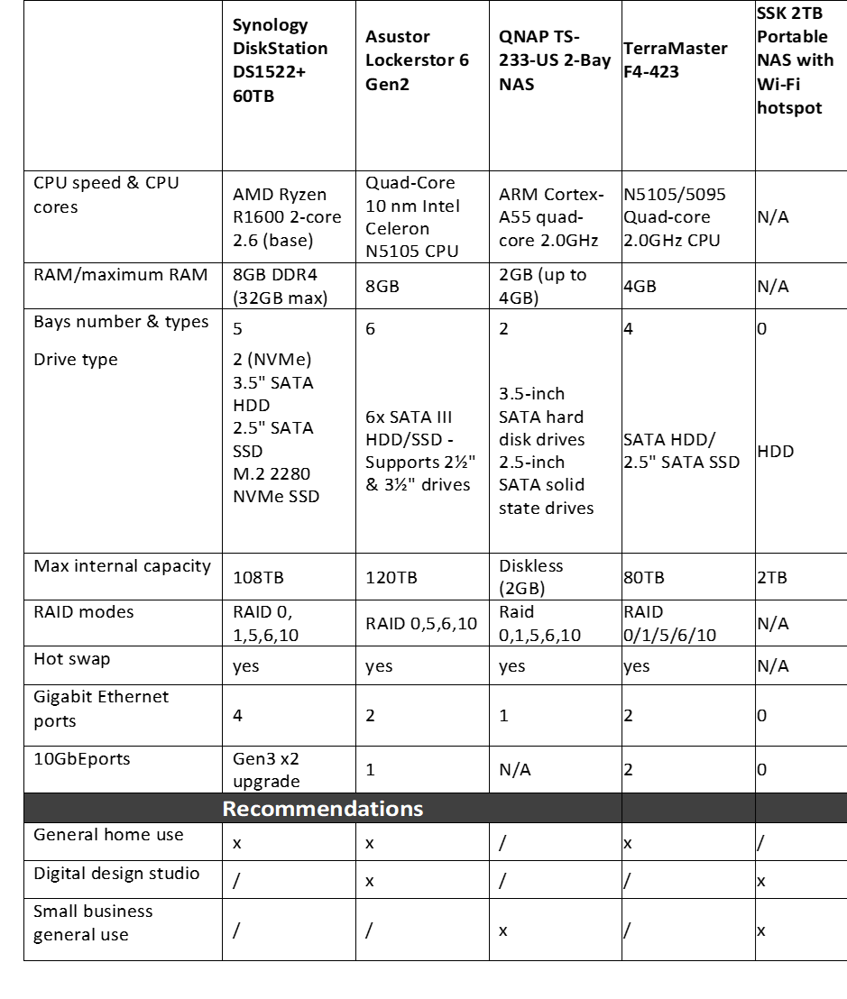 Synology
DiskStation
DS1522+
60TB
Asustor
Lockerstor 6
Gen2
QNAP TS-
233-US 2-Bay
NAS
TerraMaster
F4-423
SSK 2TB
Portable
NAS with
Wi-Fi
hotspot
CPU speed & CPU
cores
AMD Ryzen
R1600 2-core
2.6 (base)
Quad-Core
10 nm Intel
Celeron
N5105 CPU
ARM Cortex-
A55 quad-
core 2.0GHz
N5105/5095
Quad-core
2.0GHz CPU
N/A
RAM/maximum RAM
8GB DDR4
(32GB max)
8GB
2GB (up to
4GB)
4GB
N/A
Bays number & types
5
6
2
4
0
Drive type
2 (NVMe)
3.5" SATA
HDD
2.5" SATA
SSD
M.2 2280
NVMe SSD
6x SATA III
HDD/SSD -
Supports 2½"
& 3½" drives
3.5-inch
SATA hard
disk drives
2.5-inch
SATA solid
state drives
SATA HDD/
2.5" SATA SSD
HDD
Max internal capacity
108TB
120TB
Diskless
(2GB)
80TB
2TB
RAID modes
RAID 0,
1,5,6,10
RAID 0,5,6,10
Raid
0,1,5,6,10
RAID
0/1/5/6/10
N/A
Hot swap
yes
yes
yes
yes
N/A
Gigabit Ethernet
ports
4
2
1
2
0
10GbEports
Gen3 x2
upgrade
1
N/A
2
0
Recommendations
General home use
x
x
/
x
/
Digital design studio
/
x
/
/
x
Small business
general use
/
/
x
/
x